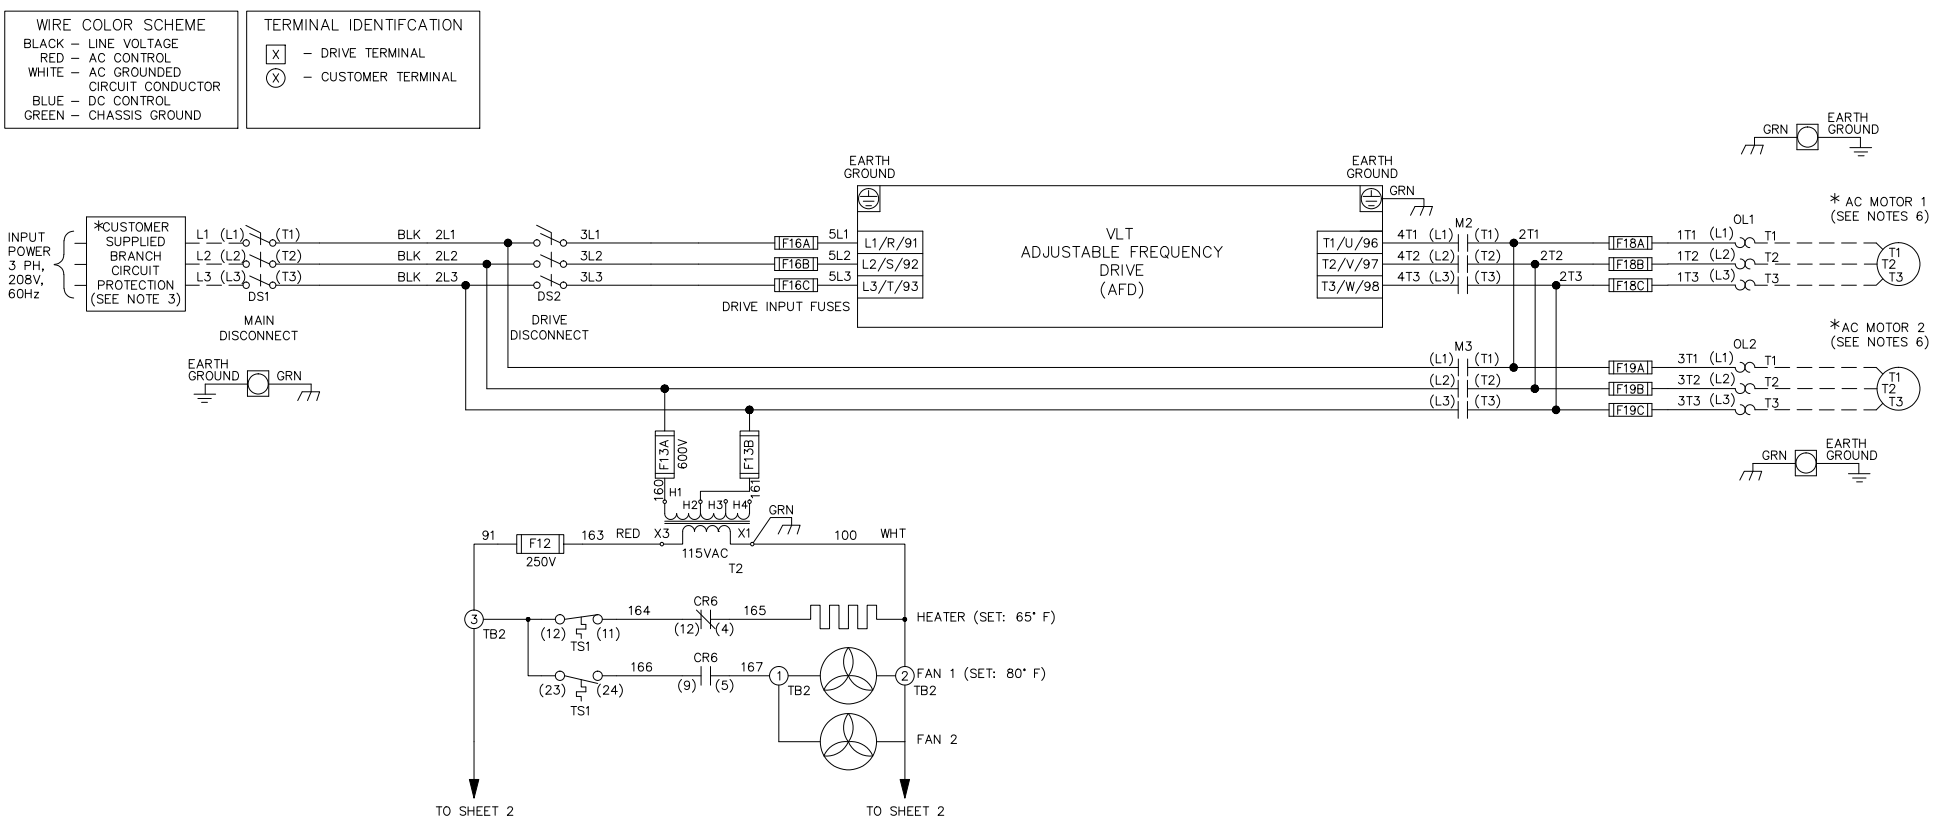 WIRE COLOR SCHEME
BLACK – LINE VOLTAGE
RED – AC CONTROL
WHITE – AC GROUNDED
CIRCUIT CONDUCTOR
BLUE – DC CONTROL
GREEN – CHASSIS GROUND
TERMINAL IDENTIFCATION
X – DRIVE TERMINAL
X – CUSTOMER TERMINAL
GRN
EARTH
GROUND
INPUT
POWER
3 PH,
208V,
60Hz
*CUSTOMER
SUPPLIED
BRANCH
CIRCUIT
PROTECTION
(SEE NOTE 3)
L1 (L1) (T1) BLK 2L1 3L1 F16A 5L1 L1/R/91
L2 (L2) (T2) BLK 2L2 3L2 F16B 5L2 L2/S/92
L3 (L3) (T3) BLK 2L3 3L3 F16C 5L3 L3/T/93
DS1
MAIN
DISCONNECT
DS2
DRIVE
DISCONNECT
DRIVE INPUT FUSES
EARTH
GROUND
VLT
ADJUSTABLE FREQUENCY
DRIVE
(AFD)
EARTH
GROUND
GRN
M2
T1/U/96 4T1 (L1) (T1) 2T1 F18A 1T1 (L1) T1
T2/V/97 4T2 (L2) (T2) 2T2 F18B 1T2 (L2) T2
T3/W/98 4T3 (L3) (T3) 2T3 F18C 1T3 (L3) T3
OL1
* AC MOTOR 1
(SEE NOTES 6)
T1
T2
T3
EARTH
GROUND
GRN
M3
(L1) (T1) F19A 3T1 (L1) T1
(L2) (T2) F19B 3T2 (L2) T2
(L3) (T3) F19C 3T3 (L3) T3
OL2
*AC MOTOR 2
(SEE NOTES 6)
T1
T2
T3
GRN
EARTH
GROUND
F13A
600V
F13B
160
161
H1
H2 H3 H4
GRN
91 F12 163 RED X3 X1 100 WHT
250V
115VAC
T2
3
TB2
(12) (11)
TS1
164
CR6
(12) (4)
165
HEATER (SET: 65° F)
(23) (24)
TS1
166
CR6
(9) (5)
167
1
TB2
2
TB2
FAN 1 (SET: 80° F)
FAN 2
TO SHEET 2
TO SHEET 2